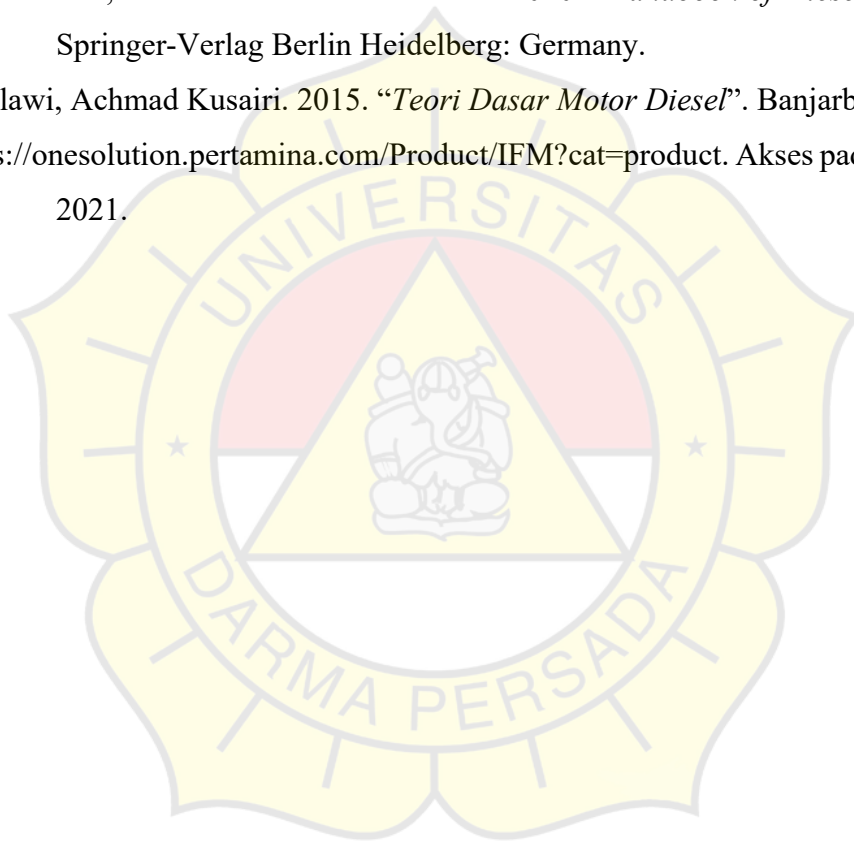 Springer-Verlag Berlin Heidelberg: Germany.
lawi, Achmad Kusairi. 2015. “Teori Dasar Motor Diesel”. Banjarb
s://onesolution.pertamina.com/Product/IFM?cat=product. Akses pad
2021.
UNIVERSITAS
DARMA PERSADA